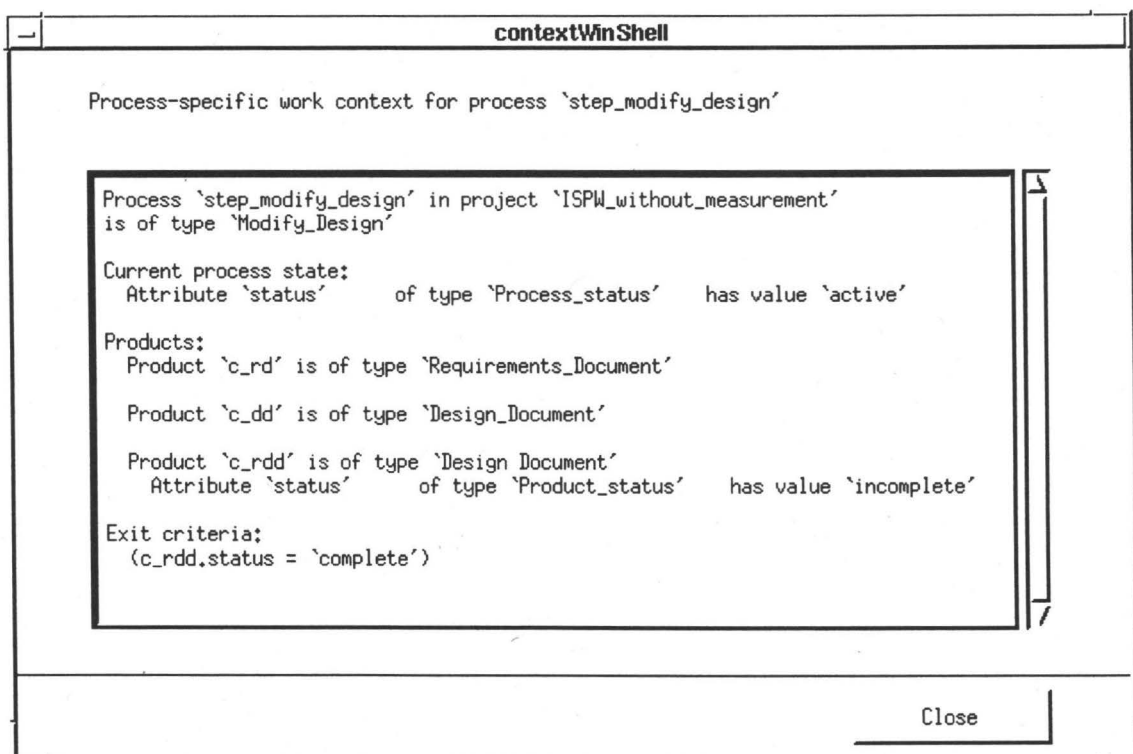 contextWinShell
Process-specific work context for process `step_modify_design´
Process `step_modify_design´ in project `ISPW_without_measurement´
is of type `Modify_Design´
Current process state:
Attribute `status´ of type `Process_status´ has value `active´
Products:
Product `c_rd´ is of type `Requirements_Document´
Product `c_dd´ is of type `Design_Document´
Product `c_rdd´ is of type `Design Document´
Attribute `status´ of type `Product_status´ has value `incomplete´
Exit criteria:
(c_rdd.status = `complete´)
Close